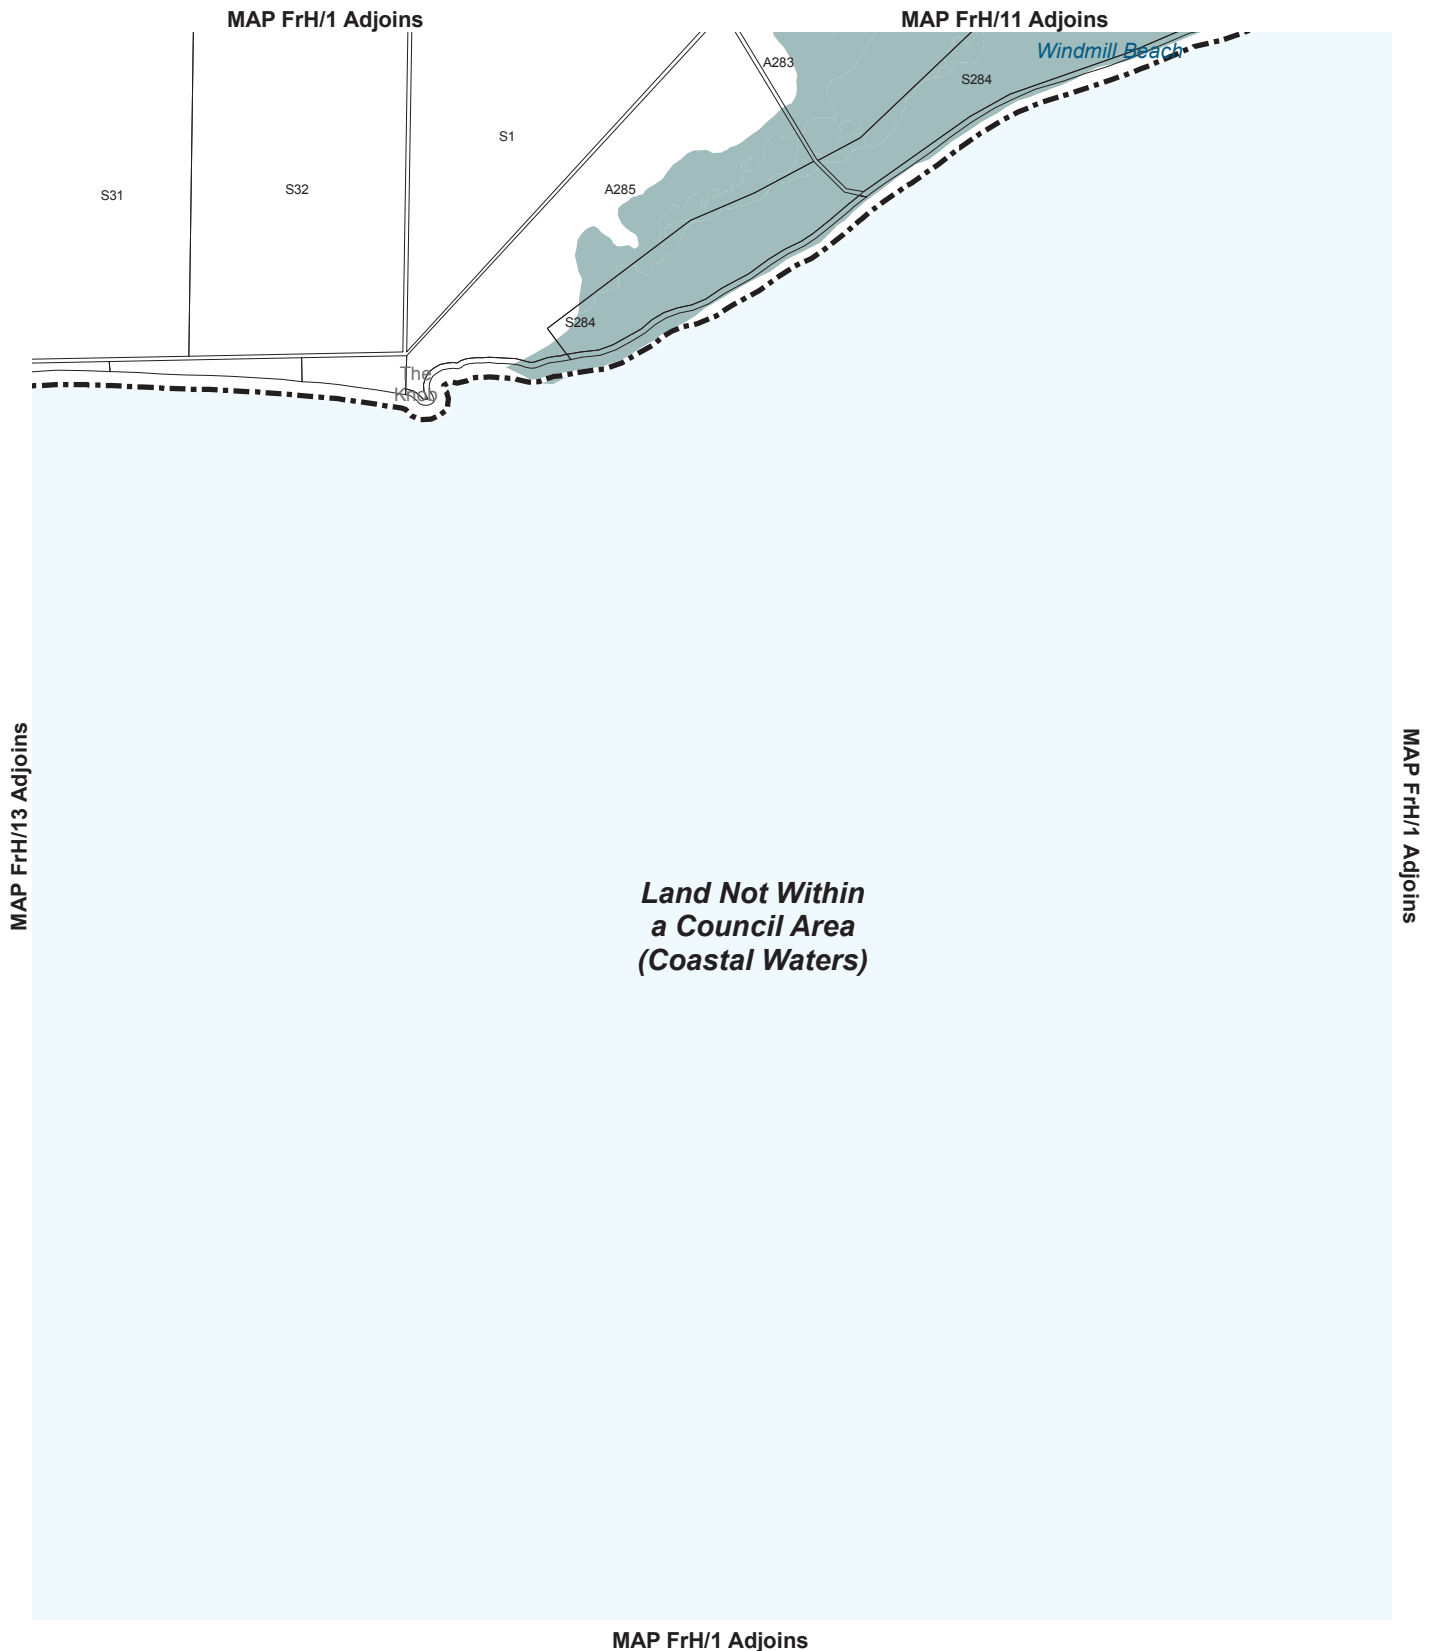 MAP FrH/1 Adjoins
MAP FrH/11 Adjoins
Windmill Beach
A283
S284
S1
S31
S32
A285
S284
The
Knob
MAP FrH/13 Adjoins
MAP FrH/1 Adjoins
Land Not Within
a Council Area
(Coastal Waters)
MAP FrH/1 Adjoins